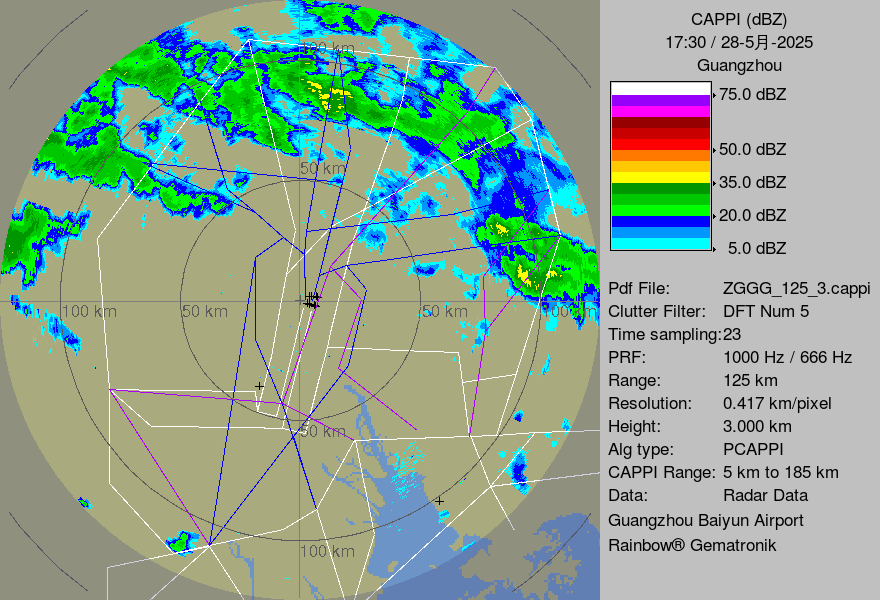 CAPPI (dBZ)
17:30 / 28-5月-2025
Guangzhou
75.0 dBZ
50.0 dBZ
35.0 dBZ
20.0 dBZ
5.0 dBZ
Pdf File: ZGGG_125_3.cappi
Clutter Filter: DFT Num 5
Time sampling:23
PRF: 1000 Hz / 666 Hz
Range: 125 km
Resolution: 0.417 km/pixel
Height: 3.000 km
Alg type: PCAPPI
CAPPI Range: 5 km to 185 km
Data: Radar Data
Guangzhou Baiyun Airport
Rainbow® Gematronik
100 km
50 km
100 km
50 km
50 km
100 km
50 km
100 km